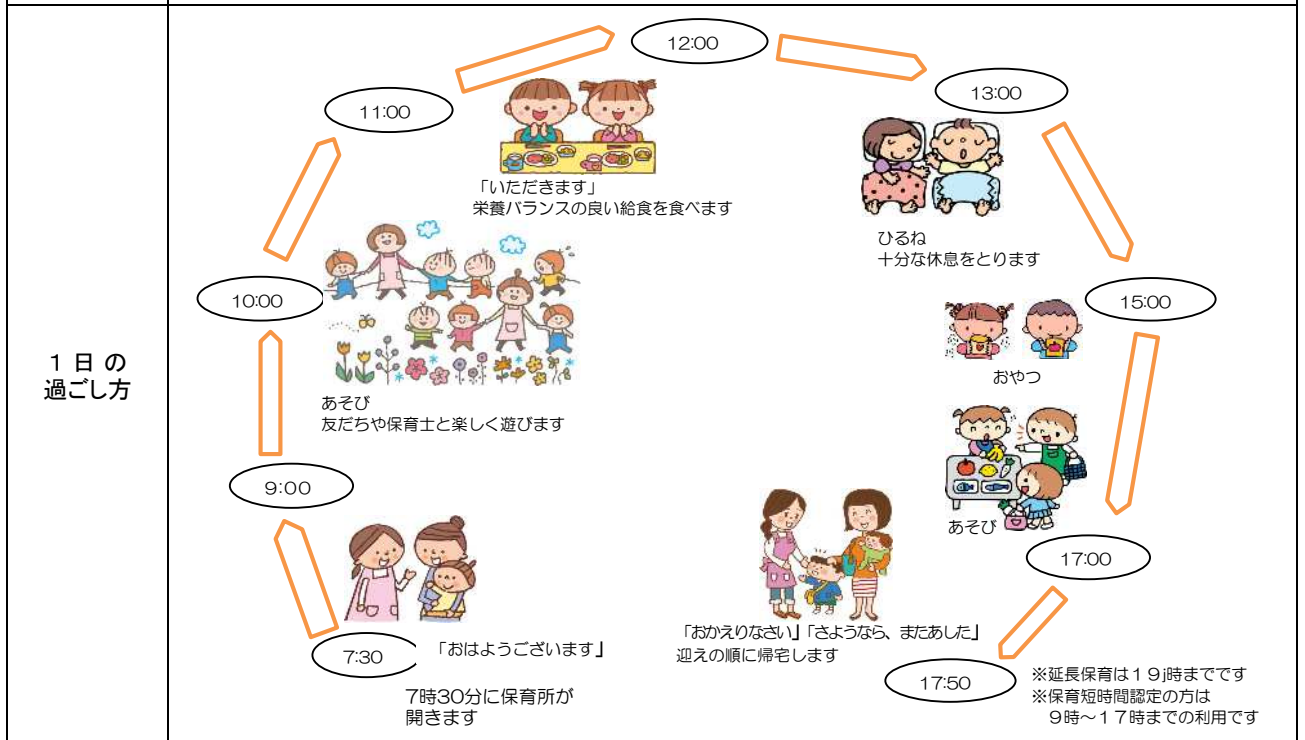 1日の
過ごし方
7:30
「おはようございます」
7時30分に保育所が
開きます
9:00
10:00
あそび
友だちや保育士と楽しく遊びます
11:00
「いただきます」
栄養バランスの良い給食を食べます
12:00
13:00
ひるね
十分な休息をとります
15:00
おやつ
あそび
17:00
「おかえりなさい」「さようなら、またあした」
迎えの順に帰宅します
17:50
※延長保育は19j時までです
※保育短時間認定の方は
9時～17時までの利用です